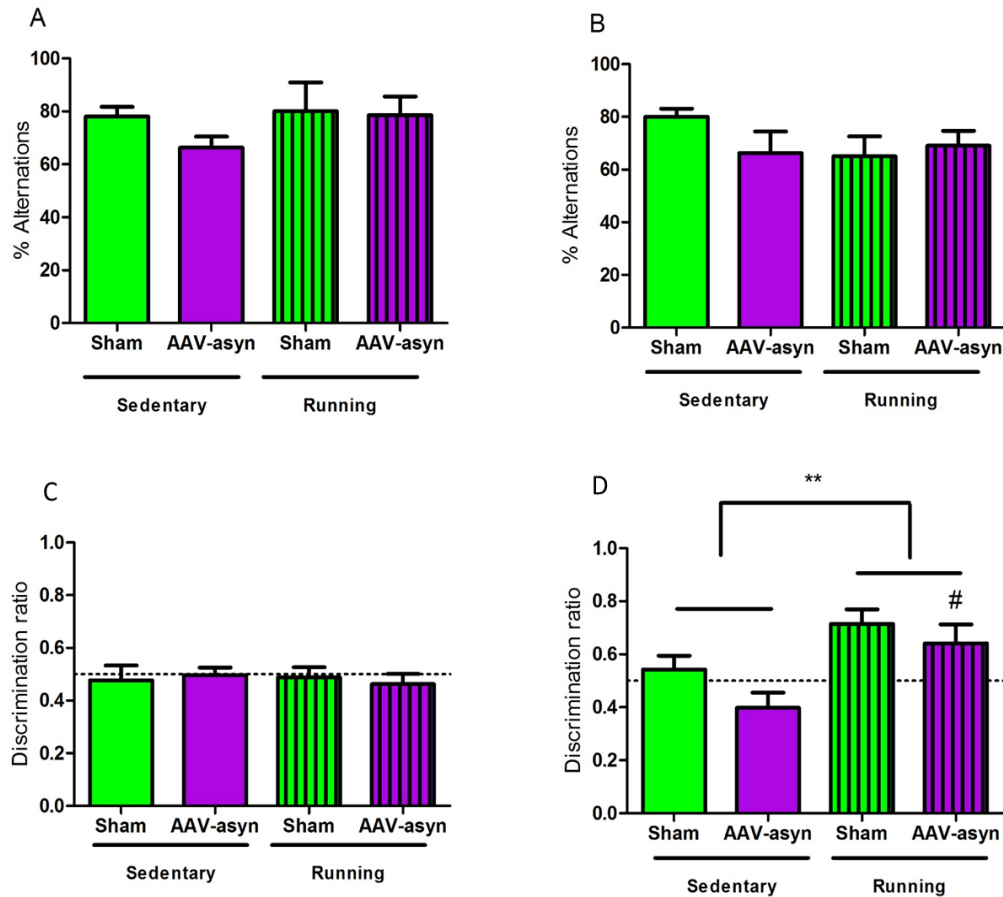 A
% Alternations
100
80
60
40
20
0
Sham AAV-asyn Sham AAV-asyn
Sedentary Running
B
% Alternations
100
80
60
40
20
0
Sham AAV-asyn Sham AAV-asyn
Sedentary Running
C
Discrimination ratio
1.0
0.8
0.6
0.4
0.2
0.0
Sham AAV-asyn Sham AAV-asyn
Sedentary Running
D
**
#
Discrimination ratio
1.0
0.8
0.6
0.4
0.2
0.0
Sham AAV-asyn Sham AAV-asyn
Sedentary Running